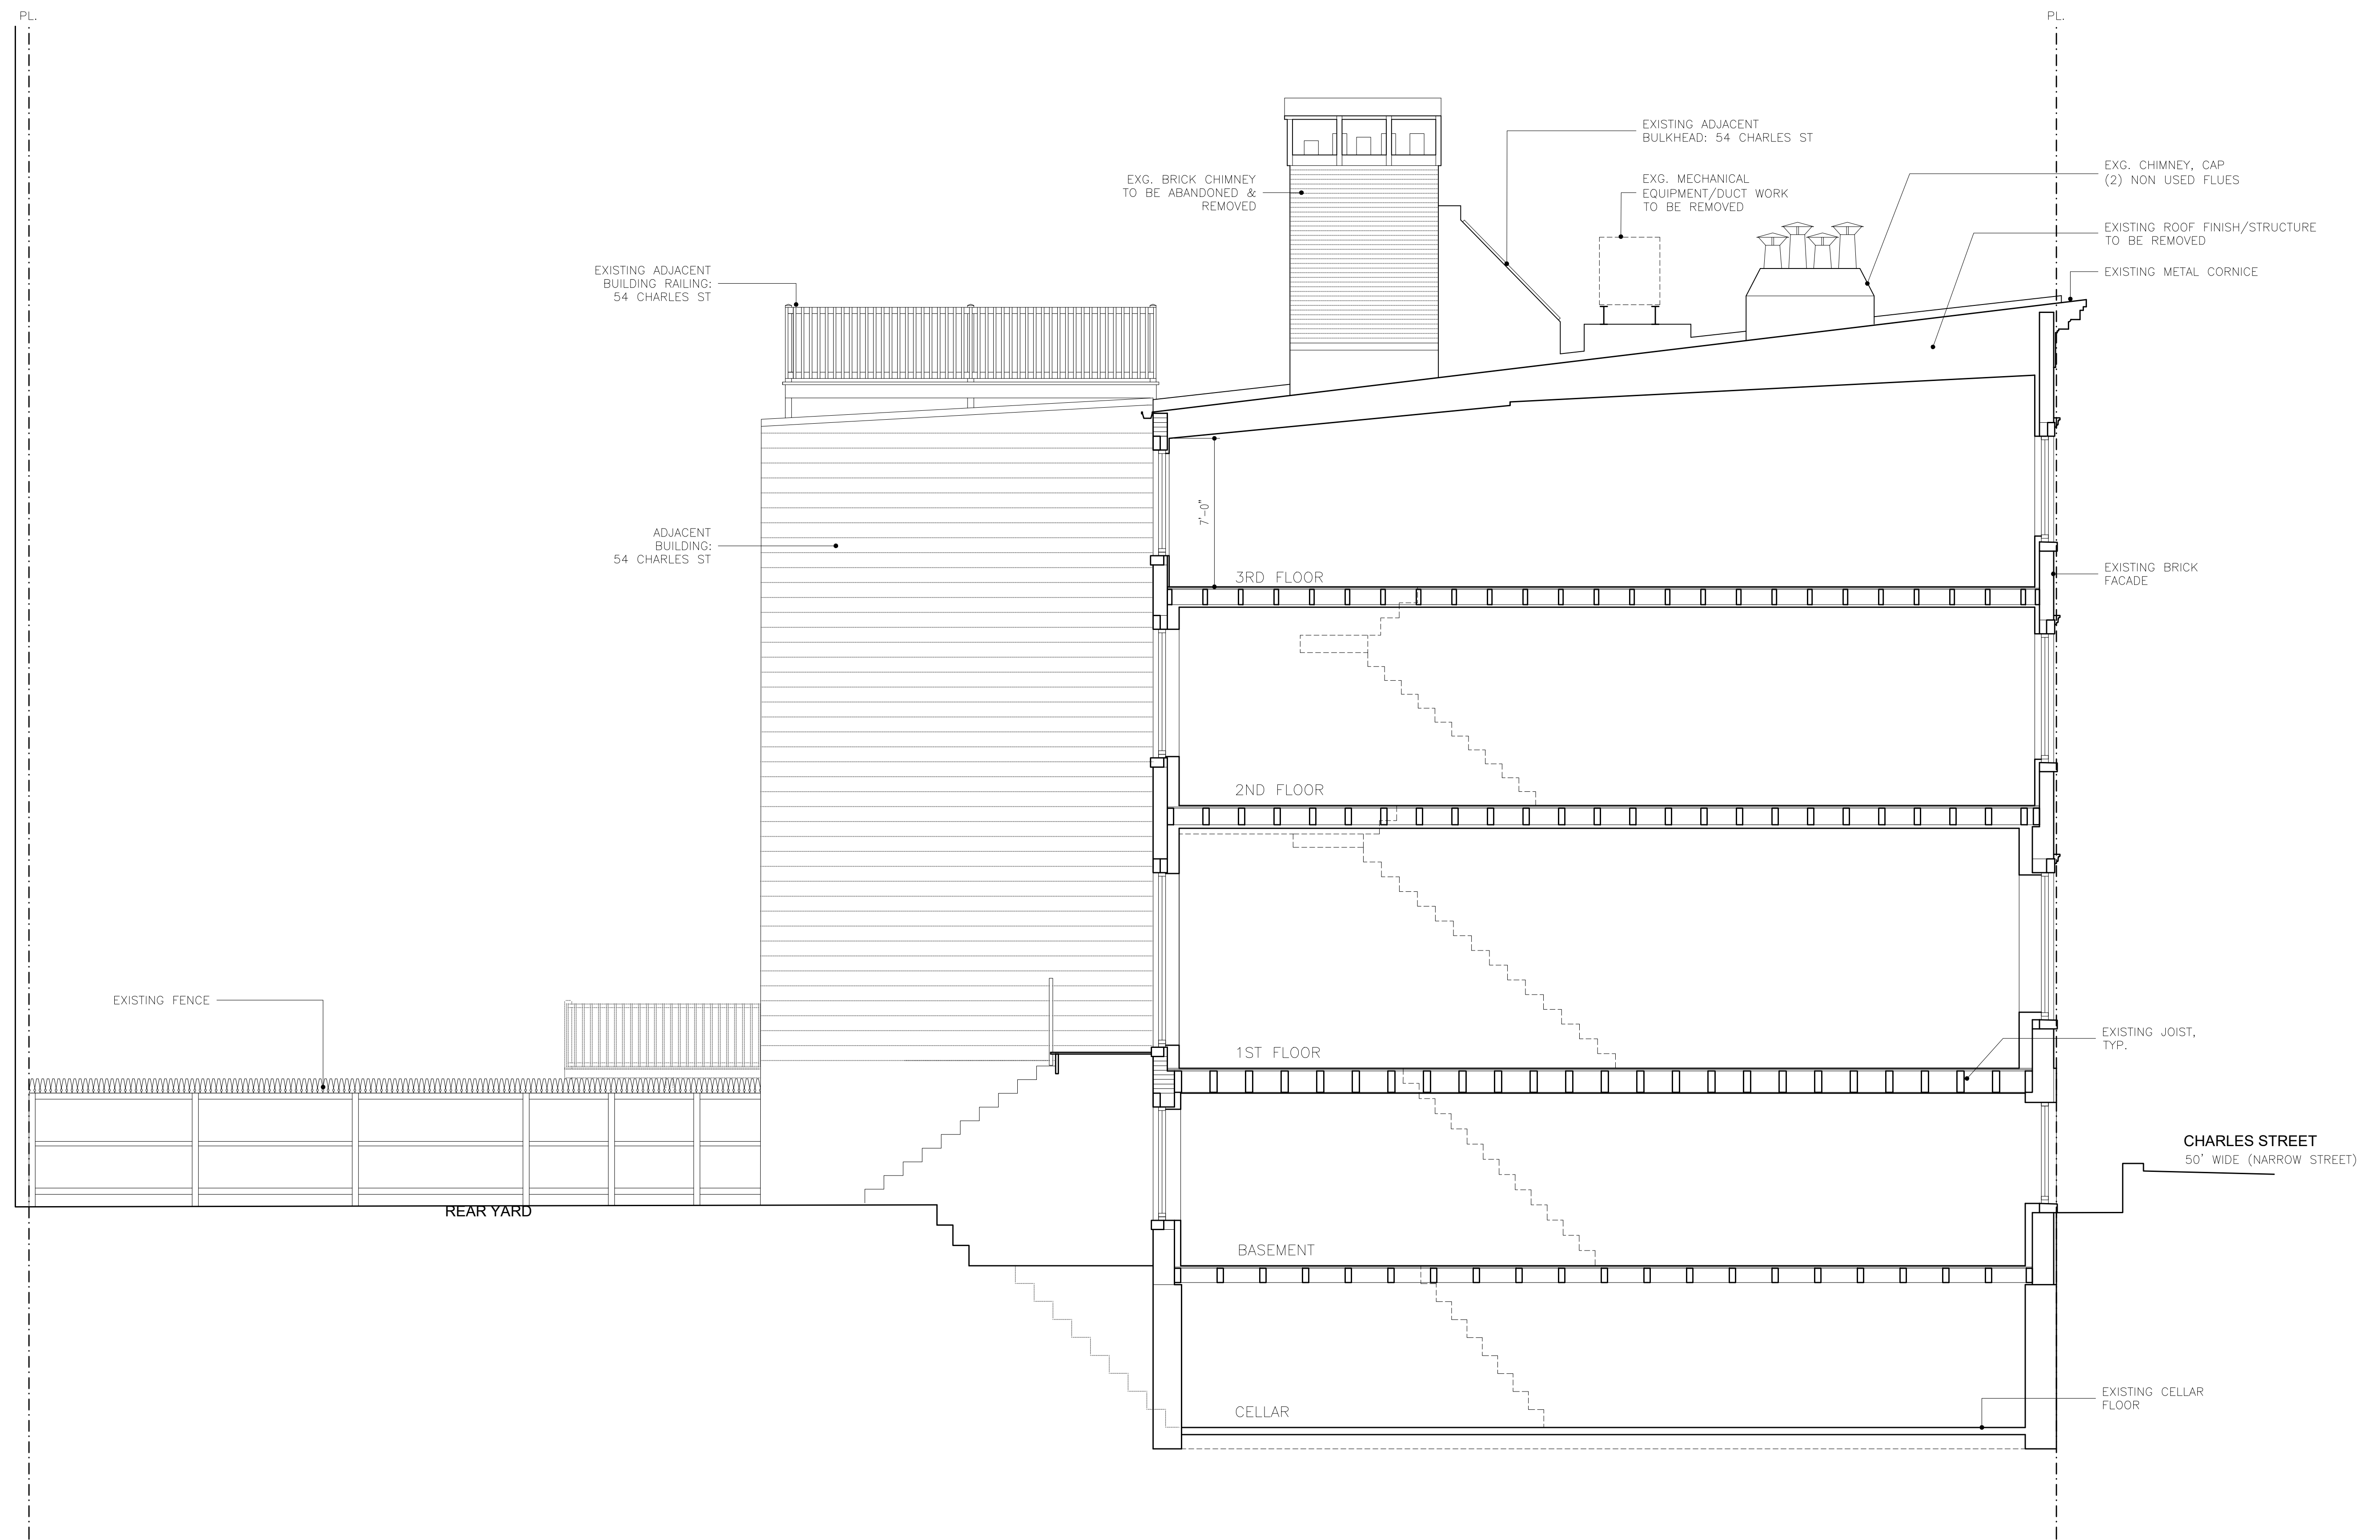 PL.
PL.
EXISTING ADJACENT
BULKHEAD: 54 CHARLES ST
EXG. BRICK CHIMNEY
TO BE ABANDONED &
REMOVED
EXG. MECHANICAL
EQUIPMENT/DUCT WORK
TO BE REMOVED
EXG. CHIMNEY, CAP
(2) NON USED FLUES
EXISTING ROOF FINISH/STRUCTURE
TO BE REMOVED
EXISTING METAL CORNICE
EXISTING ADJACENT
BUILDING RAILING:
54 CHARLES ST
7'-0"
ADJACENT
BUILDING:
54 CHARLES ST
3RD FLOOR
EXISTING BRICK
FACADE
2ND FLOOR
EXISTING FENCE
1ST FLOOR
EXISTING JOIST,
TYP.
CHARLES STREET
50' WIDE (NARROW STREET)
REAR YARD
BASEMENT
CELLAR
EXISTING CELLAR
FLOOR